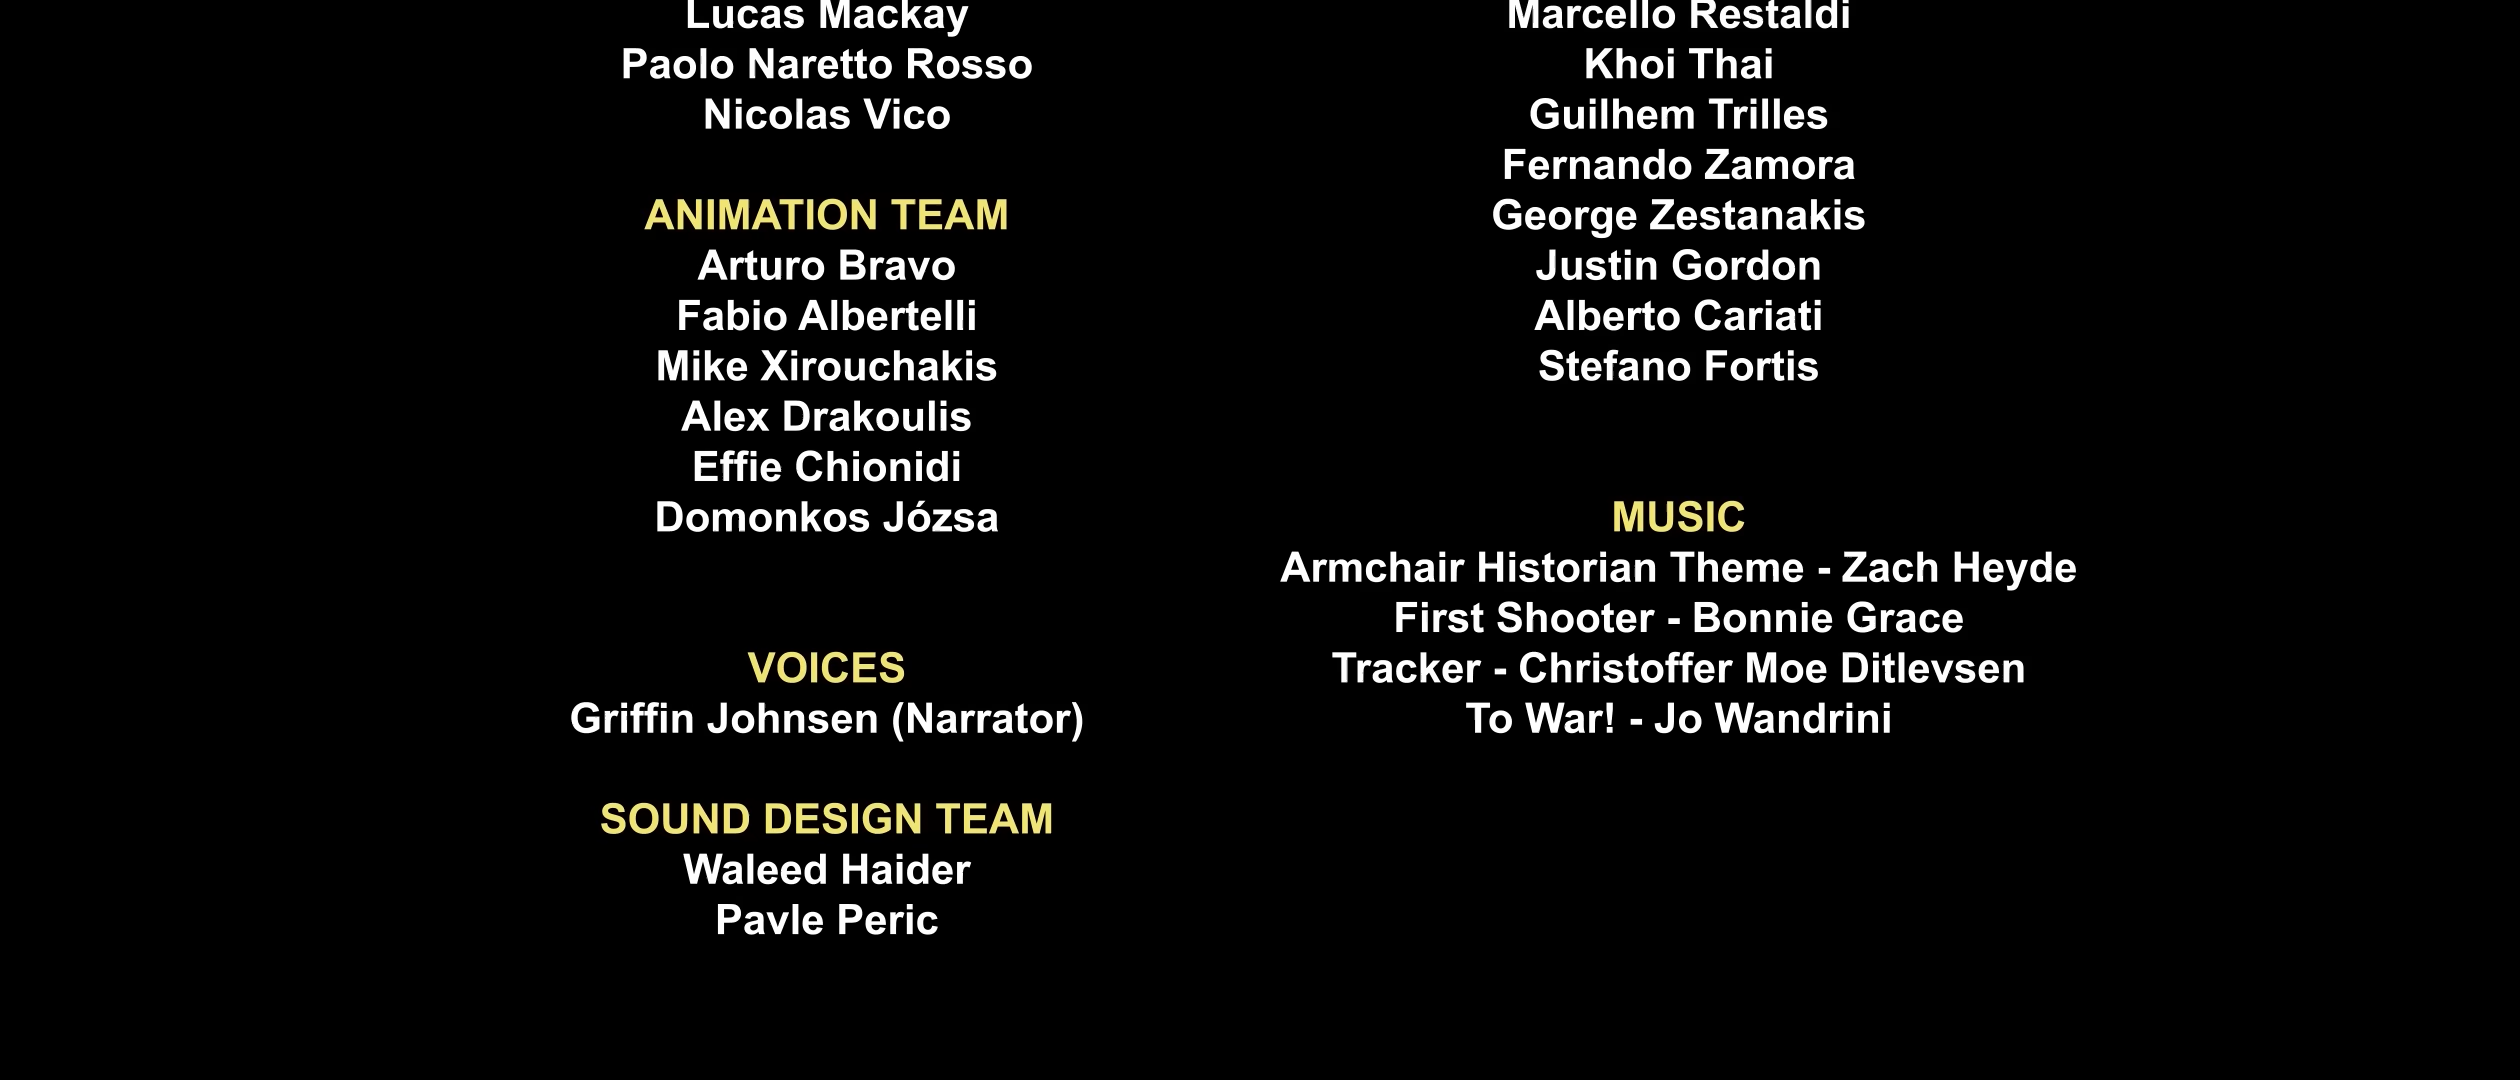 Lucas Mackay
Paolo Naretto Rosso
Nicolas Vico
ANIMATION TEAM
Arturo Bravo
Fabio Albertelli
Mike Xirouchakis
Alex Drakoulis
Effie Chionidi
Domonkos Józsa
VOICES
Griffin Johnsen (Narrator)
SOUND DESIGN TEAM
Waleed Haider
Pavle Peric
Marcello Restaldi
Khoi Thai
Guilhem Trilles
Fernando Zamora
George Zestanakis
Justin Gordon
Alberto Cariati
Stefano Fortis
MUSIC
Armchair Historian Theme - Zach Heyde
First Shooter - Bonnie Grace
Tracker - Christoffer Moe Ditlevsen
To War! - Jo Wandrini